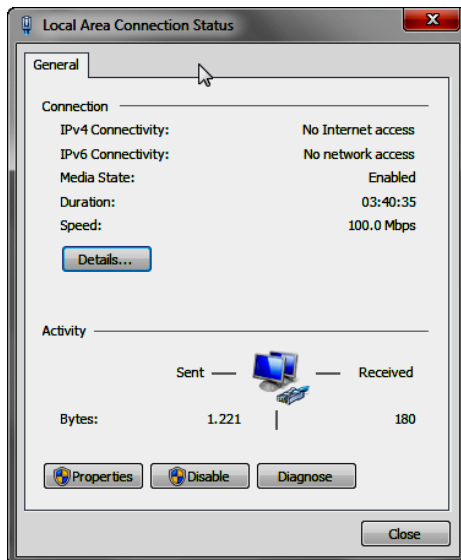 Local Area Connection Status
General
Connection
IPv4 Connectivity: No Internet access
IPv6 Connectivity: No network access
Media State: Enabled
Duration: 03:40:35
Speed: 100.0 Mbps
Details...
Activity
Sent Received
Bytes: 1.221 180
Properties Disable Diagnose
Close